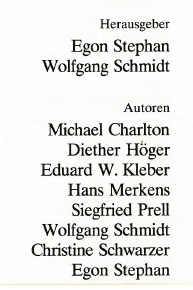 Herausgeber
Egon Stephan
Wolfgang Schmidt
Autoren
Michael Charlton
Diether Höger
Eduard W. Kleber
Hans Merkens
Siegfried Prell
Wolfgang Schmidt
Christine Schwarzer
Egon Stephan